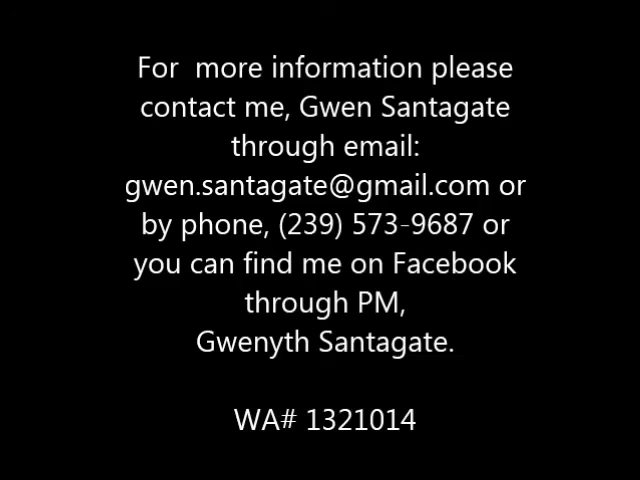 For  more information please
contact me, Gwen Santagate
through email:
gwen.santagate@gmail.com or
by phone, (239) 573-9687 or
you can find me on Facebook
through PM,
Gwenyth Santagate.
WA# 1321014